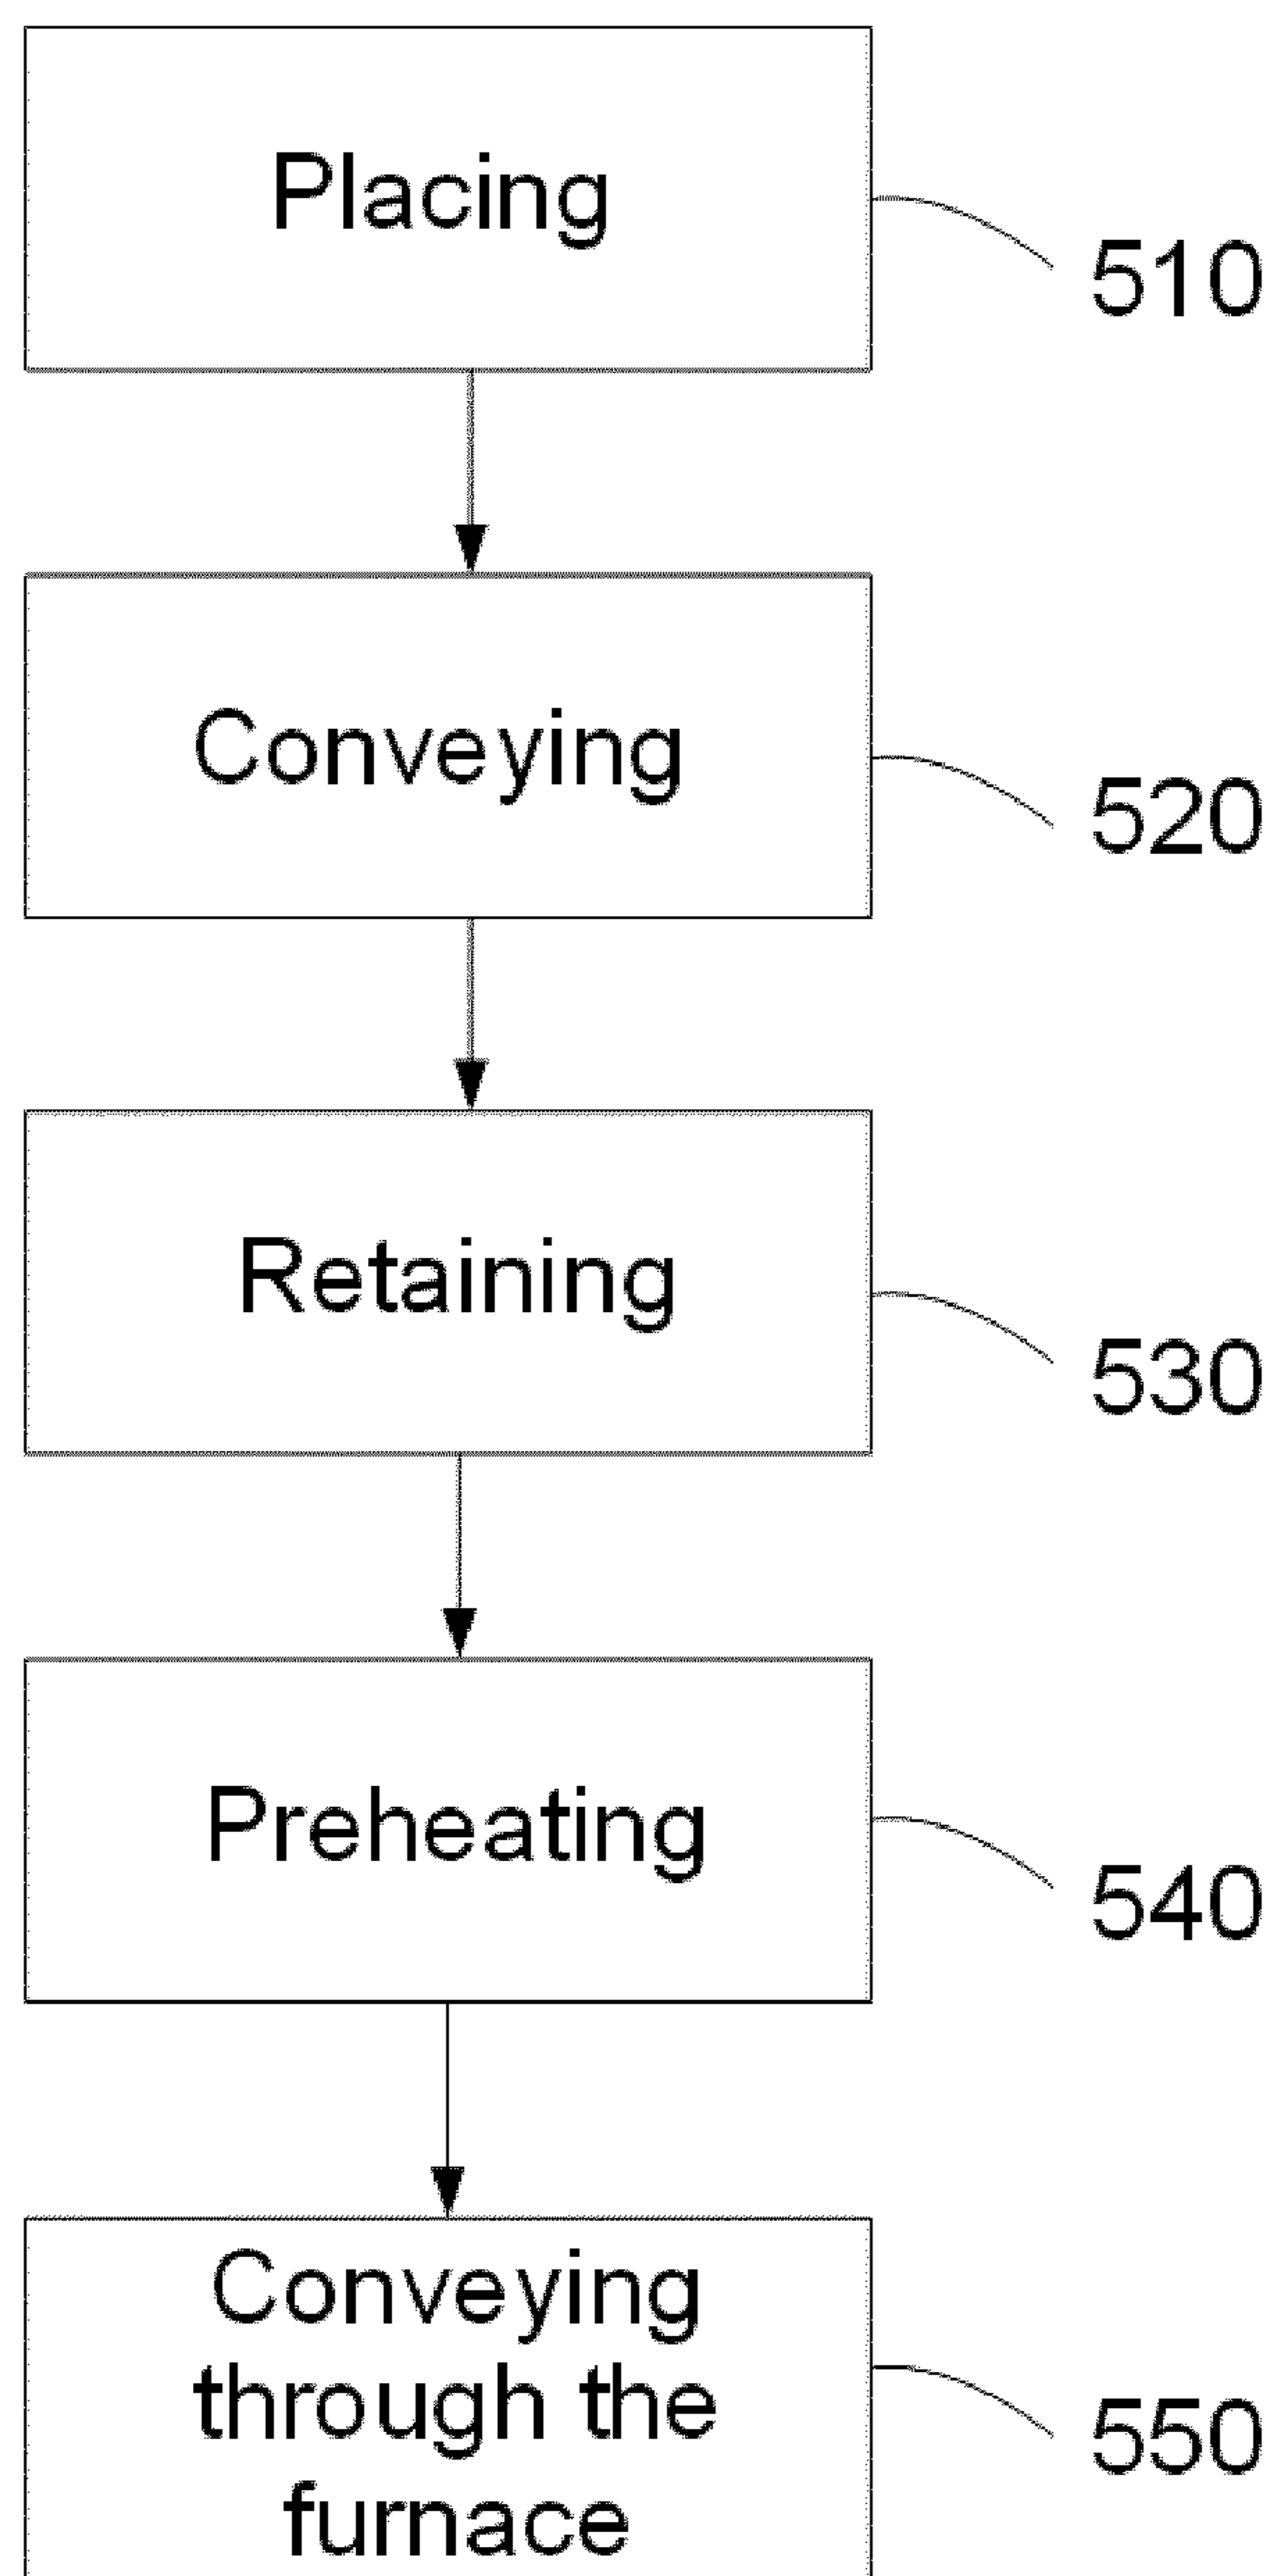 Placing
510
Conveying
520
Retaining
530
Preheating
540
Conveying
through the
furnace
550